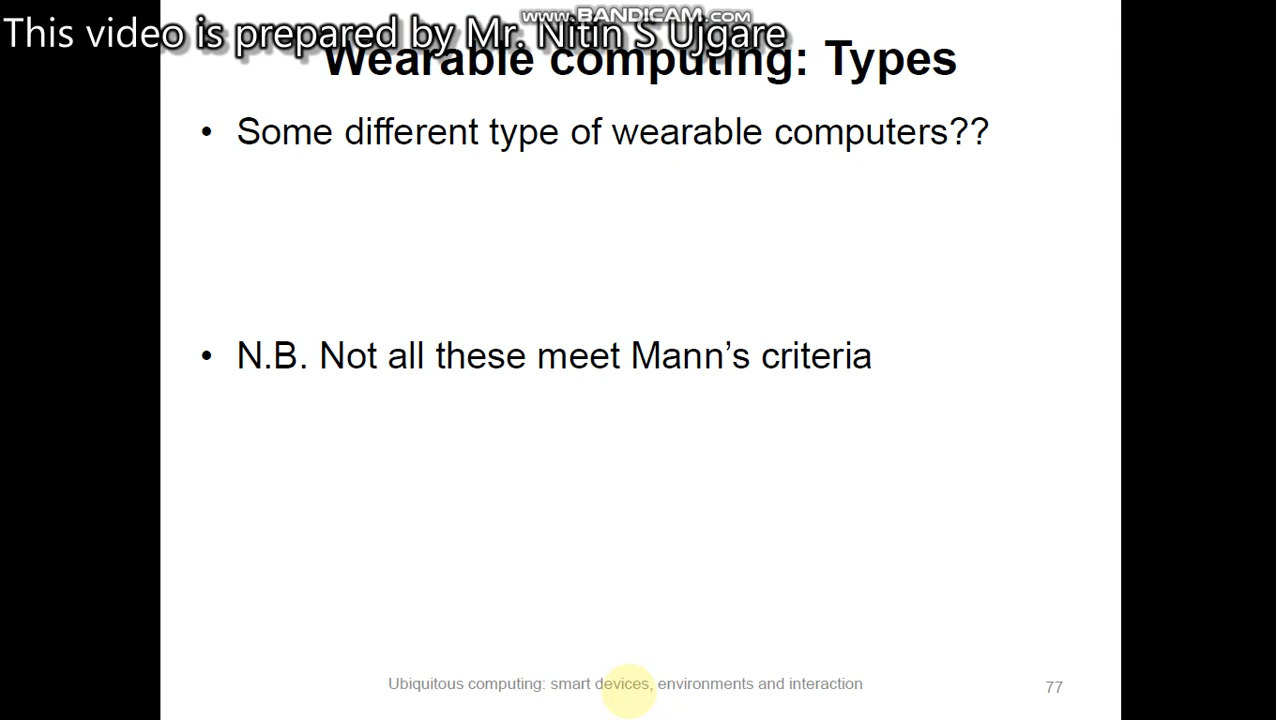 www.BANDICAM.com
This video is prepared by Mr. Nitin S Ujgare
Wearable computing: Types
• Some different type of wearable computers??
• N.B. Not all these meet Mann’s criteria
Ubiquitous computing: smart devices, environments and interaction
77